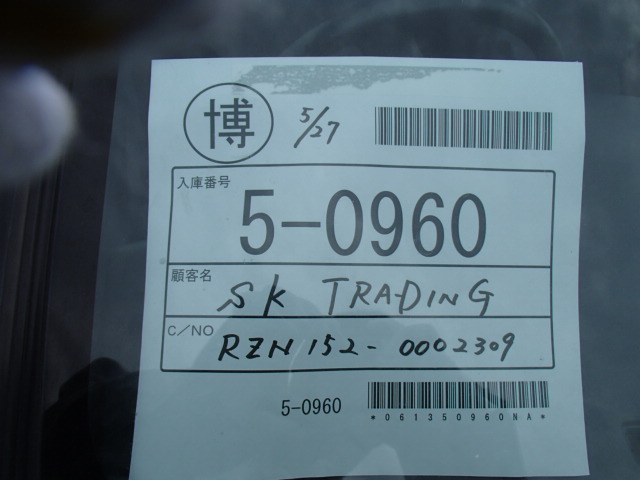 博 5/27
入庫番号
5-0960
顧客名 SK TRADING
C/NO RZN152-0002309
5-0960
*061350960NA*